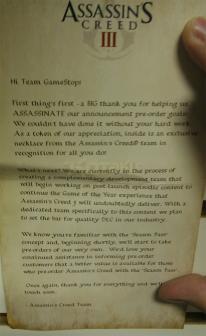 ASSASSIN'S
CREED
III
Hi Team GameStop!
First thing's first - a BIG thank you for helping us
ASSASSINATE our announcement pre-order goals!
We couldn't have done it without your hard work.
As a token of our appreciation, inside is an exclusive
necklace from the Assassin's Creed® team in
recognition for all you do!
What's next? We are currently in the process of
creating a complementary development team that
will begin working on post-launch episodic content to
continue the Game of the Year experience that
Assassin's Creed 3 will undoubtedly deliver. With a
dedicated team specifically to this content we plan
to set the bar for quality DLC in our industry.
We know you're familiar with the "Season Pass"
concept and, beginning shortly, we'll start to take
pre-orders of our very own. We'd love your
continued assistance in informing pre-order
customers that a better value is available for those
who pre-order Assassin's Creed with the "Season Pass".
Once again, thank you for everything and we'll
touch soon.
- Assassin's Creed Team